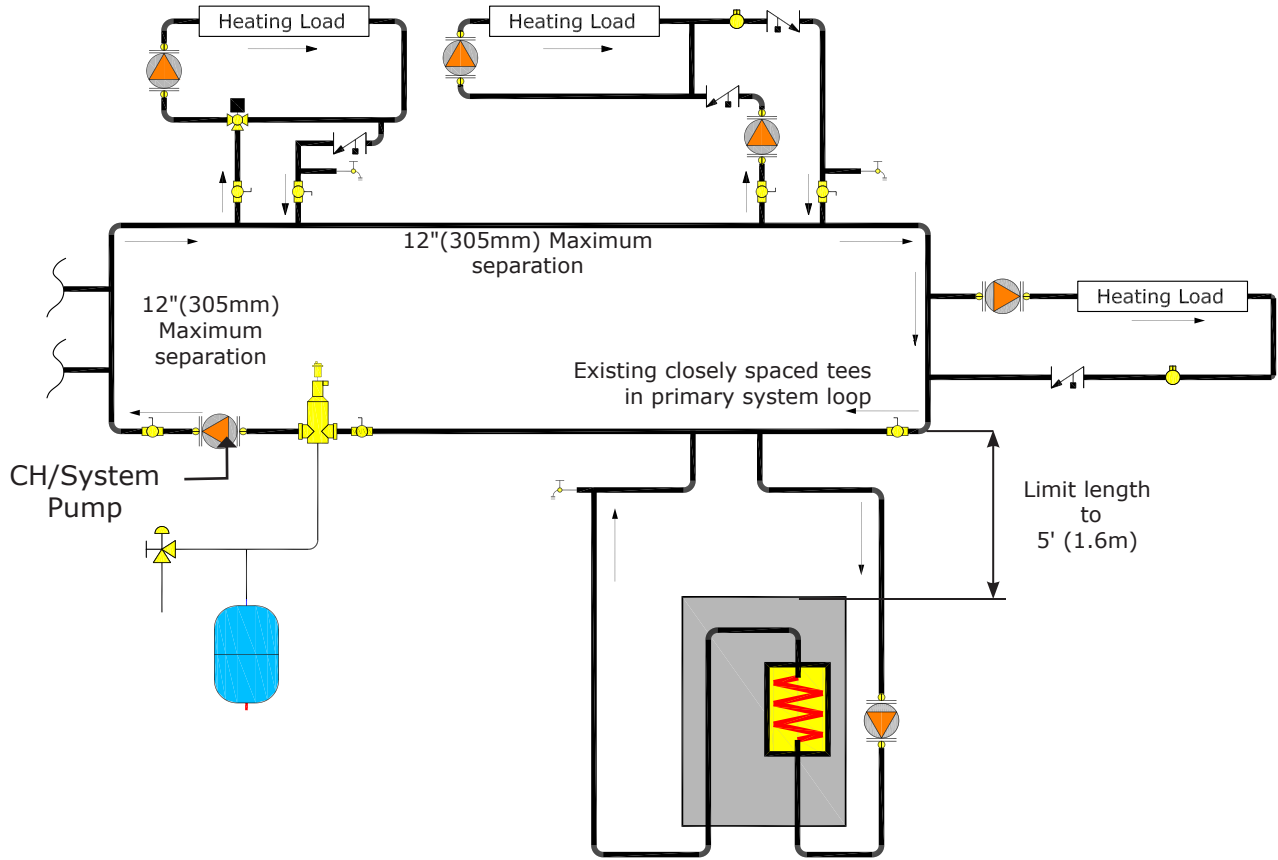 Heating Load
Heating Load
12"(305mm) Maximum
separation
12"(305mm)
Maximum
separation
Heating Load
Existing closely spaced tees
in primary system loop
CH/System
Pump
Limit length
to
5' (1.6m)